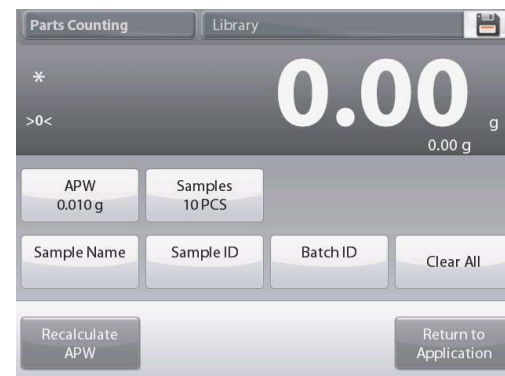 Parts Counting
Library
*
>0<
0.00 g
0.00 g
APW
0.010 g
Samples
10 PCS
Sample Name
Sample ID
Batch ID
Clear All
Recalculate
APW
Return to
Application